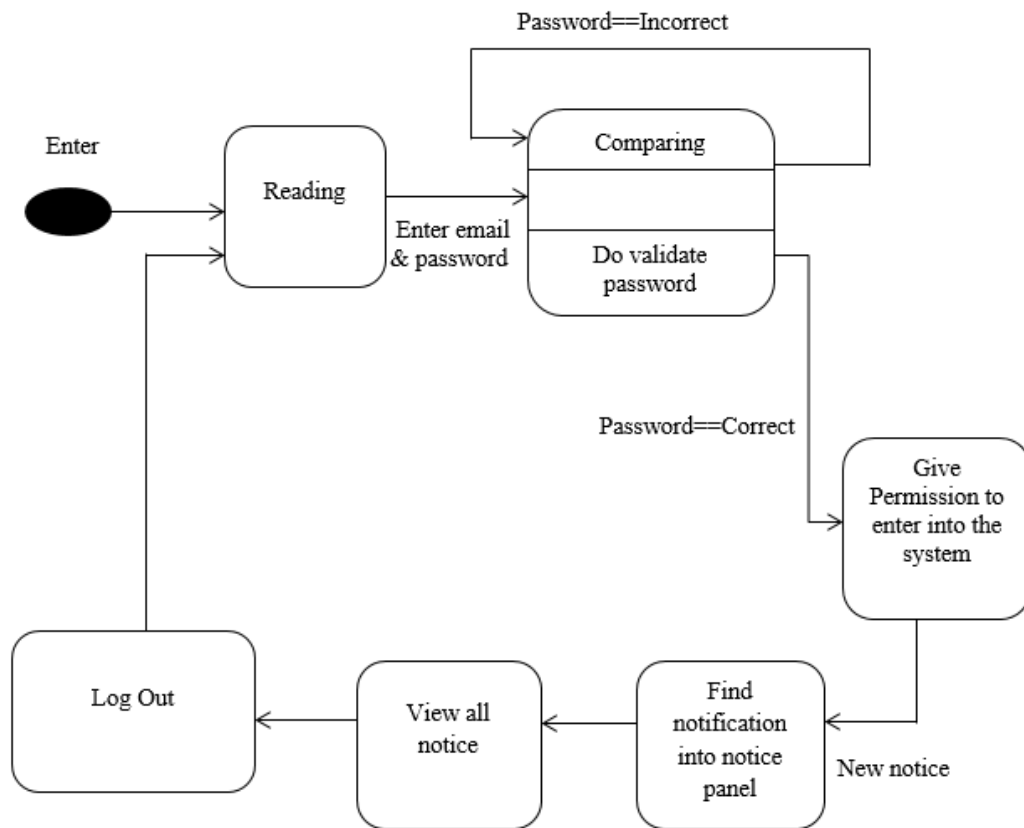 Password==Incorrect
Enter
Reading
Comparing
Enter email
& password
Do validate
password
Password==Correct
Give
Permission to
enter into the
system
Log Out
View all
notice
Find
notification
into notice
panel
New notice